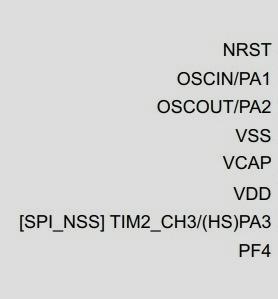 NRST
OSCIN/PA1
OSCOUT/PA2
VSS
VCAP
VDD
[SPI_NSS] TIM2_CH3/(HS)PA3
PF4